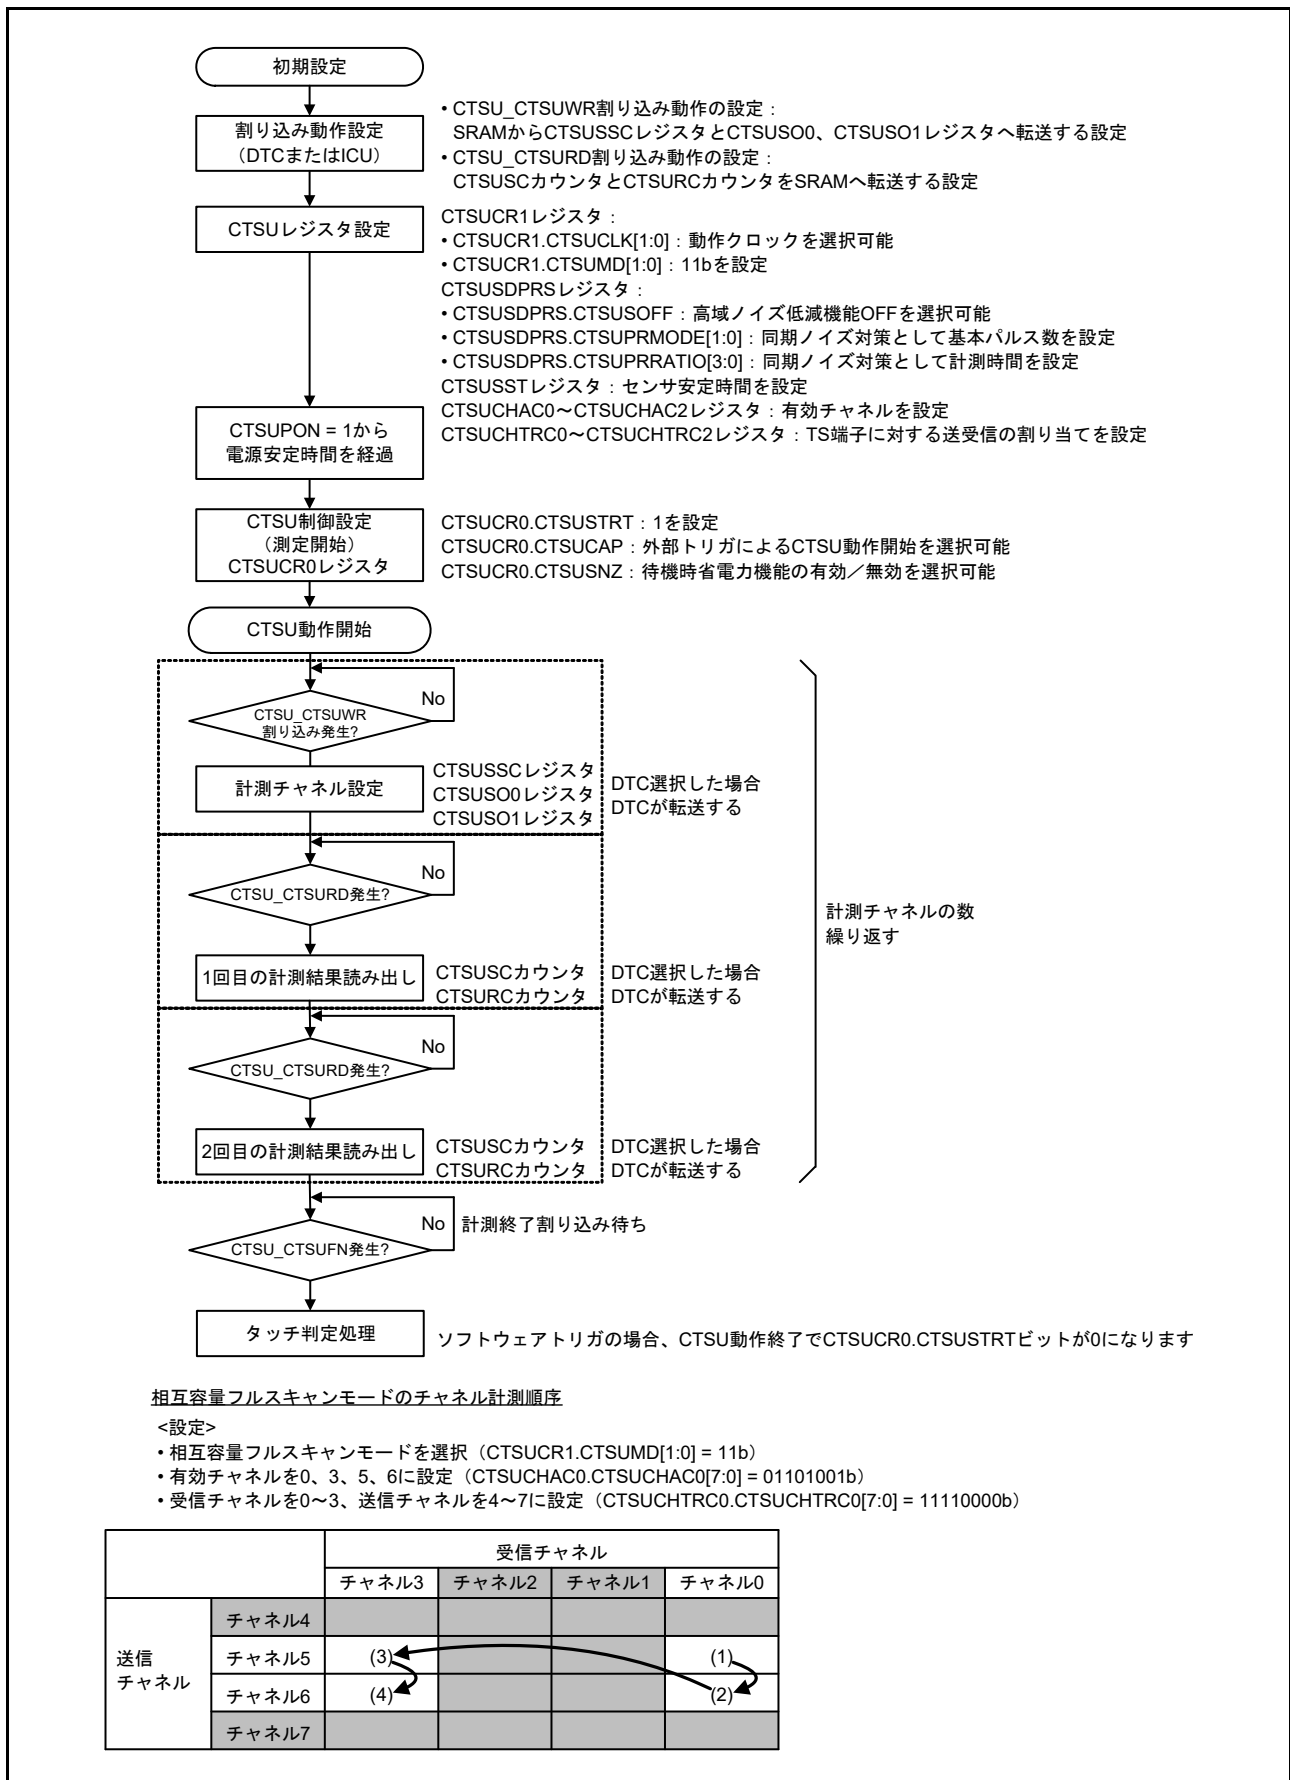 初期設定
割り込み動作設定
（DTCまたはICU）
• CTSU_CTSUWR割り込み動作の設定：
SRAMからCTSUSSCレジスタとCTSUSO0、CTSUSO1レジスタへ転送する設定
• CTSU_CTSURD割り込み動作の設定：
CTSUSCカウンタとCTSURCカウンタをSRAMへ転送する設定
CTSUレジスタ設定
CTSUCR1レジスタ：
• CTSUCR1.CTSUCLK[1:0]：動作クロックを選択可能
• CTSUCR1.CTSUMD[1:0]：11bを設定
CTSUSDPRSレジスタ：
• CTSUSDPRS.CTSUSOFF：高域ノイズ低減機能OFFを選択可能
• CTSUSDPRS.CTSUPRMODE[1:0]：同期ノイズ対策として基本パルス数を設定
• CTSUSDPRS.CTSUPRRATIO[3:0]：同期ノイズ対策として計測時間を設定
CTSUSSTレジスタ：センサ安定時間を設定
CTSUCHAC0～CTSUCHAC2レジスタ：有効チャネルを設定
CTSUCHTRC0～CTSUCHTRC2レジスタ：TS端子に対する送受信の割り当てを設定
CTSUPON = 1から
電源安定時間を経過
CTSU制御設定
（測定開始）
CTSUCR0レジスタ
CTSUCR0.CTSUSTRT：1を設定
CTSUCR0.CTSUCAP：外部トリガによるCTSU動作開始を選択可能
CTSUCR0.CTSUSNZ：待機時省電力機能の有効／無効を選択可能
CTSU動作開始
No
CTSU_CTSUWR
割り込み発生?
計測チャネル設定
CTSUSSCレジスタ
CTSUSO0レジスタ
CTSUSO1レジスタ
DTC選択した場合
DTCが転送する
No
CTSU_CTSURD発生?
計測チャネルの数
繰り返す
1回目の計測結果読み出し
CTSUSCカウンタ
CTSURCカウンタ
DTC選択した場合
DTCが転送する
No
CTSU_CTSURD発生?
2回目の計測結果読み出し
CTSUSCカウンタ
CTSURCカウンタ
DTC選択した場合
DTCが転送する
No
計測終了割り込み待ち
CTSU_CTSUFN発生?
タッチ判定処理
ソフトウェアトリガの場合、CTSU動作終了でCTSUCR0.CTSUSTRTビットが0になります
相互容量フルスキャンモードのチャネル計測順序
<設定>
• 相互容量フルスキャンモードを選択（CTSUCR1.CTSUMD[1:0] = 11b）
• 有効チャネルを0、3、5、6に設定（CTSUCHAC0.CTSUCHAC0[7:0] = 01101001b）
• 受信チャネルを0～3、送信チャネルを4～7に設定（CTSUCHTRC0.CTSUCHTRC0[7:0] = 11110000b）
受信チャネル
チャネル3 チャネル2 チャネル1 チャネル0
送信
チャネル
チャネル4
チャネル5 (3) (1)
チャネル6 (4) (2)
チャネル7